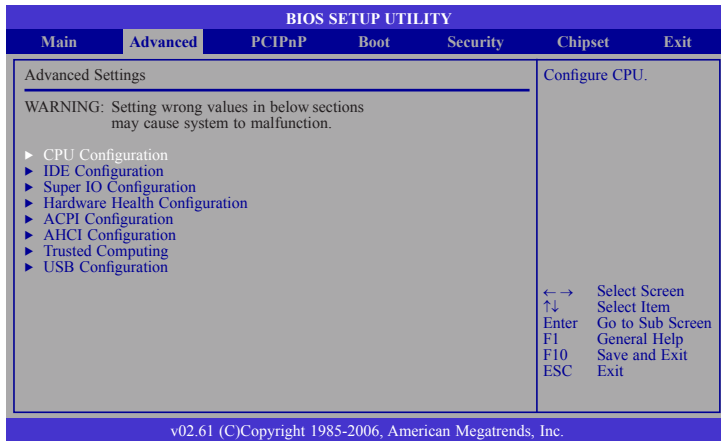 BIOS SETUP UTILITY
Main Advanced PCIPnP Boot Security Chipset Exit
Advanced Settings
WARNING: Setting wrong values in below sections
may cause system to malfunction.
► CPU Configuration
► IDE Configuration
► Super IO Configuration
► Hardware Health Configuration
► ACPI Configuration
► AHCI Configuration
► Trusted Computing
► USB Configuration
Configure CPU.
←→ Select Screen
↑↓ Select Item
Enter Go to Sub Screen
F1 General Help
F10 Save and Exit
ESC Exit
v02.61 (C)Copyright 1985-2006, American Megatrends, Inc.